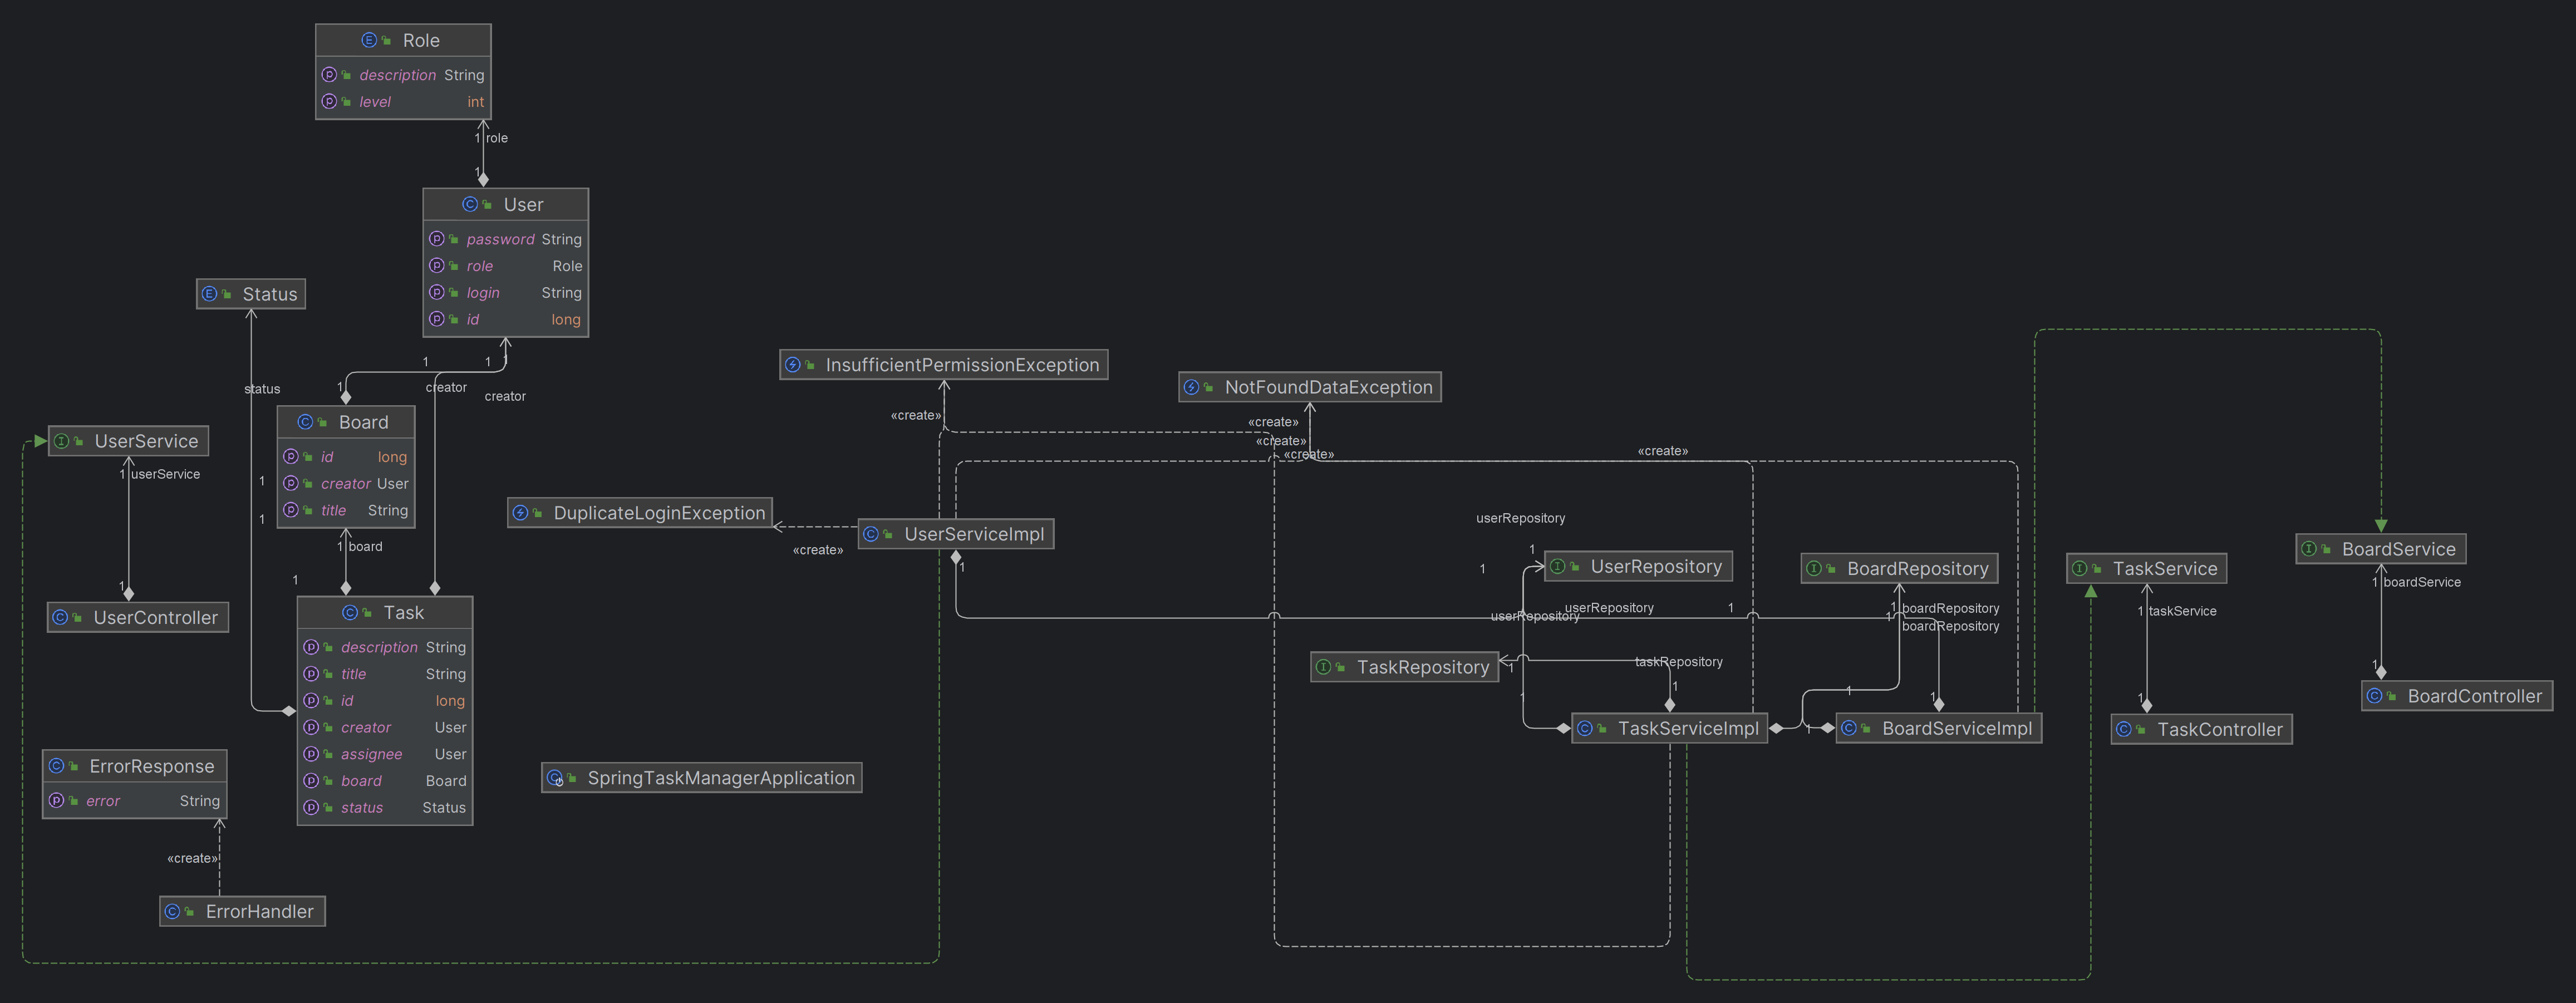 Role
description String
level int
1 role
1
User
password String
role Role
login String
id long
Status
1
1
1
1
status
creator
creator
InsufficientPermissionException
NotFoundDataException
«create»
«create»
«create»
«create»
«create»
UserService
1 userService
1
UserController
Board
id long
creator User
title String
1 board
1
1
1
Task
description String
title String
id long
creator User
assignee User
board Board
status Status
DuplicateLoginException
«create»
UserServiceImpl
1
userRepository
1
1
UserRepository
userRepository
userRepository
1
BoardRepository
1 boardRepository
1 boardRepository
TaskRepository
1
taskRepository
1
1
1
1
1
TaskServiceImpl
BoardServiceImpl
TaskService
1 taskService
1
TaskController
BoardService
1 boardService
1
BoardController
ErrorResponse
error String
«create»
ErrorHandler
SpringTaskManagerApplication